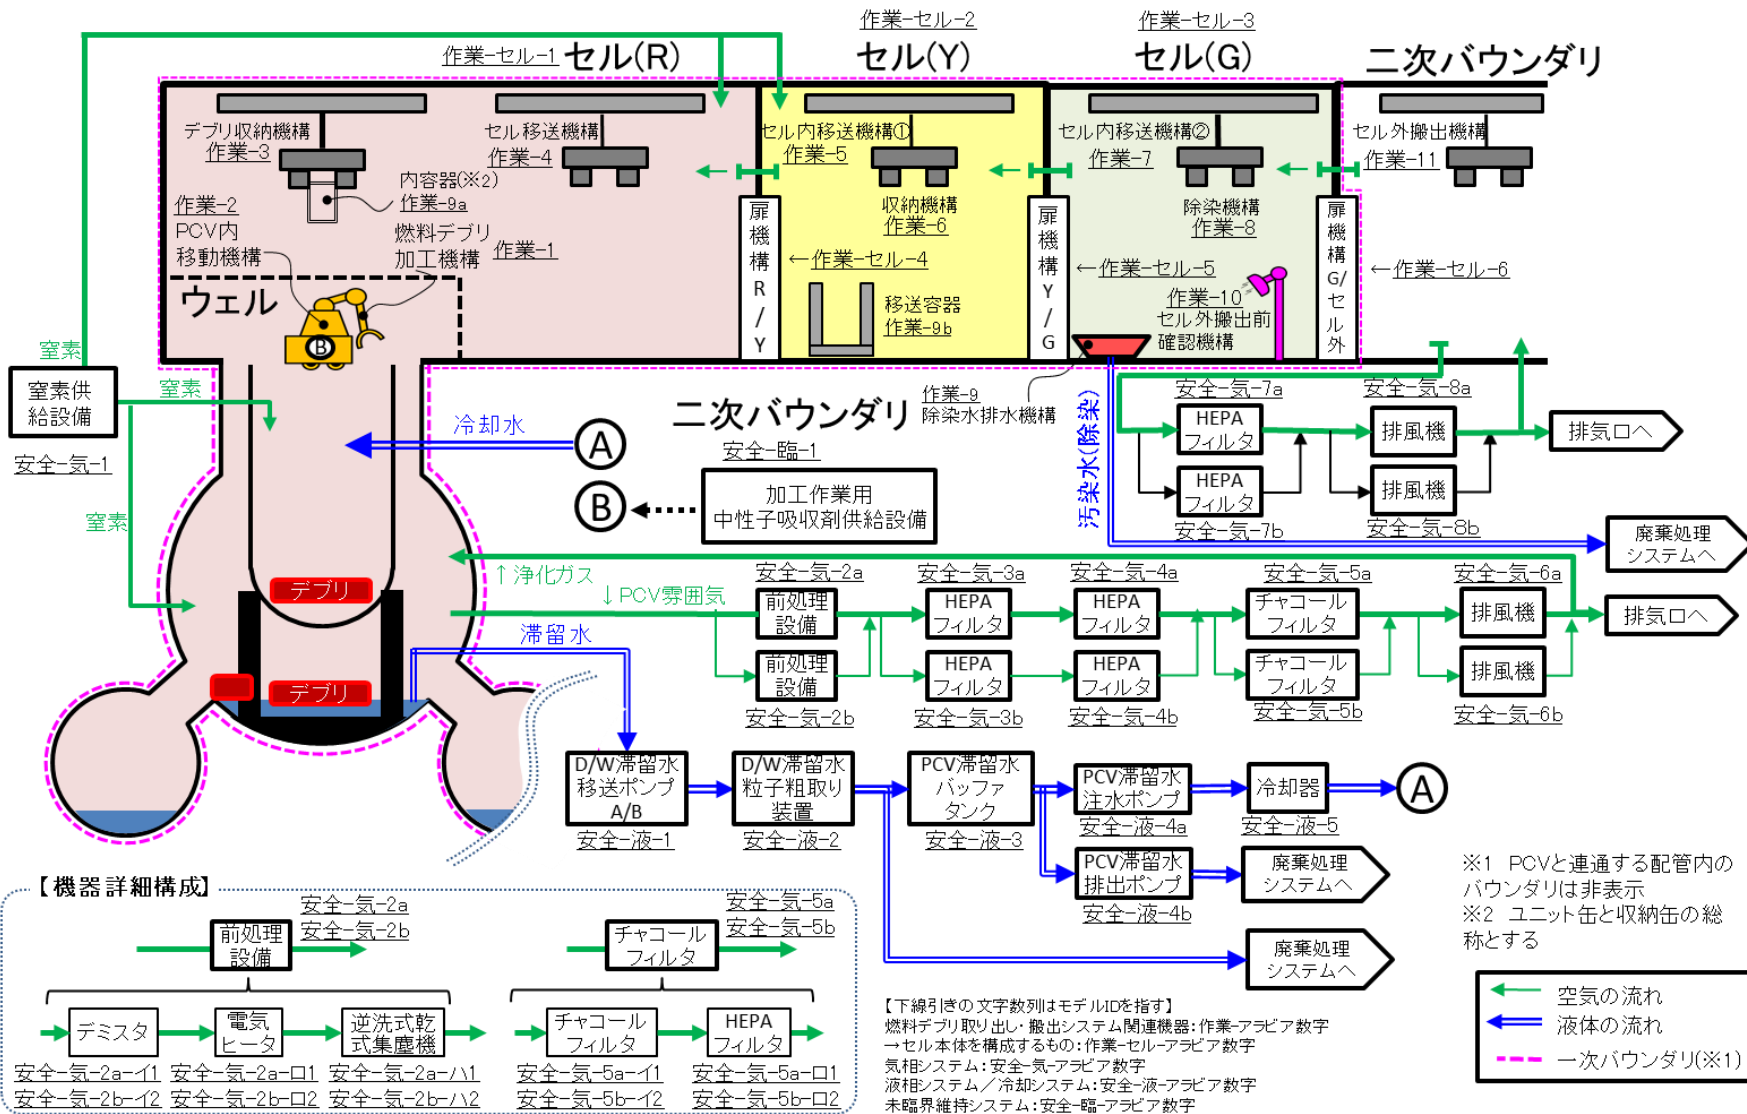 作業-セル-1 セル(R)
作業-セル-2
セル(Y)
作業-セル-3
セル(G)
二次バウンダリ
デブリ収納機構
作業-3
セル移送機構
作業-4
セル内移送機構①
作業-5
セル内移送機構②
作業-7
セル外搬出機構
作業-11
内容器(※2)
作業-9a
作業-2
PCV内
移動機構
燃料デブリ
加工機構
作業-1
収納機構
作業-6
除染機構
作業-8
扉機構R/Y
扉機構Y/G
扉機構G/セル外
←作業-セル-4
←作業-セル-5
←作業-セル-6
ウェル
B
移送容器
作業-9b
作業-10
セル外搬出前
確認機構
窒素
窒素供
給設備
安全-気-1
窒素
窒素
冷却水
A
二次バウンダリ
作業-9
除染水排水機構
安全-臨-1
B
加工作業用
中性子吸収剤供給設備
汚染水(除染)
安全-気-7a
HEPA
フィルタ
HEPA
フィルタ
安全-気-7b
安全-気-8a
排風機
排風機
安全-気-8b
排気口へ
廃棄処理
システムへ
↑浄化ガス
↓PCV雰囲気
滞留水
デブリ
デブリ
安全-気-2a
前処理
設備
前処理
設備
安全-気-2b
安全-気-3a
HEPA
フィルタ
HEPA
フィルタ
安全-気-3b
安全-気-4a
HEPA
フィルタ
HEPA
フィルタ
安全-気-4b
安全-気-5a
チャコール
フィルタ
チャコール
フィルタ
安全-気-5b
安全-気-6a
排風機
排風機
安全-気-6b
排気口へ
D/W滞留水
移送ポンプ
A/B
安全-液-1
D/W滞留水
粒子粗取り
装置
安全-液-2
PCV滞留水
バッファ
タンク
安全-液-3
PCV滞留水
注水ポンプ
安全-液-4a
冷却器
安全-液-5
A
PCV滞留水
排出ポンプ
安全-液-4b
廃棄処理
システムへ
廃棄処理
システムへ
※1 PCVと連通する配管内の
バウンダリは非表示
※2 ユニット缶と収納缶の総
称とする
【機器詳細構成】
安全-気-2a
安全-気-2b
前処理
設備
安全-気-5a
安全-気-5b
チャコール
フィルタ
デミスタ
電気
ヒータ
逆洗式乾
式集塵機
チャコール
フィルタ
HEPA
フィルタ
安全-気-2a-イ1 安全-気-2a-ロ1 安全-気-2a-ハ1
安全-気-2b-イ2 安全-気-2b-ロ2 安全-気-2b-ハ2
安全-気-5a-イ1 安全-気-5a-ロ1
安全-気-5b-イ2 安全-気-5b-ロ2
【下線引きの文字数列はモデルIDを指す】
燃料デブリ取り出し・搬出システム関連機器:作業-アラビア数字
→セル本体を構成するもの:作業-セル-アラビア数字
気相システム:安全-気-アラビア数字
液相システム/冷却システム:安全-液-アラビア数字
未臨界維持システム:安全-臨-アラビア数字
空気の流れ
液体の流れ
一次バウンダリ(※1)